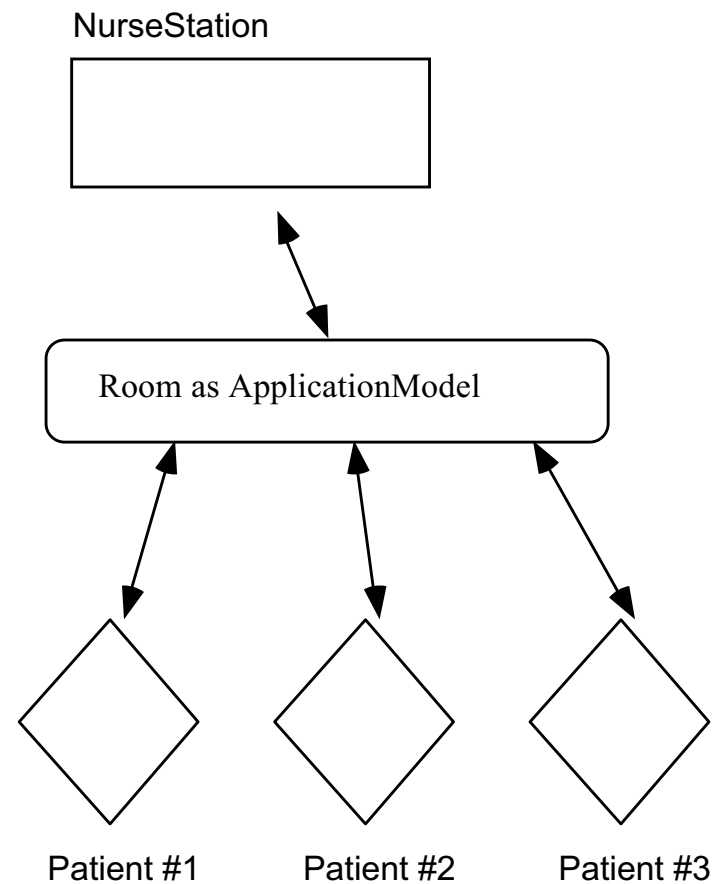 NurseStation
Room as ApplicationModel
Patient #1
Patient #2
Patient #3